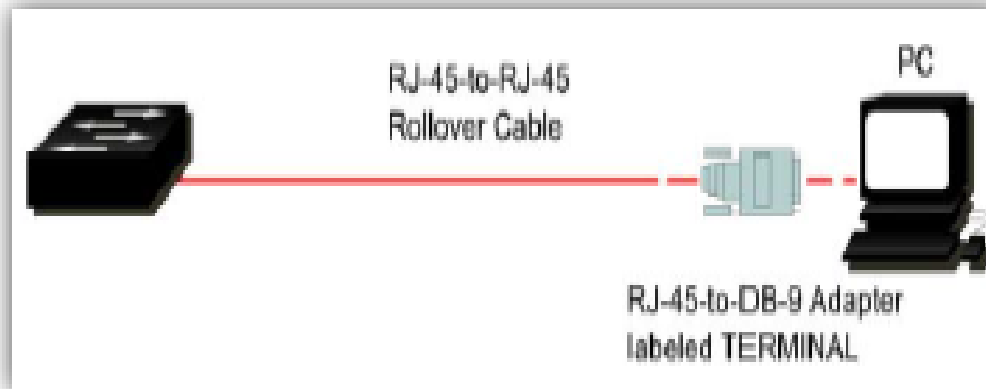 RJ-45-to-RJ-45
Rollover Cable
PC
RJ-45-to-DB-9 Adapter
labeled TERMINAL